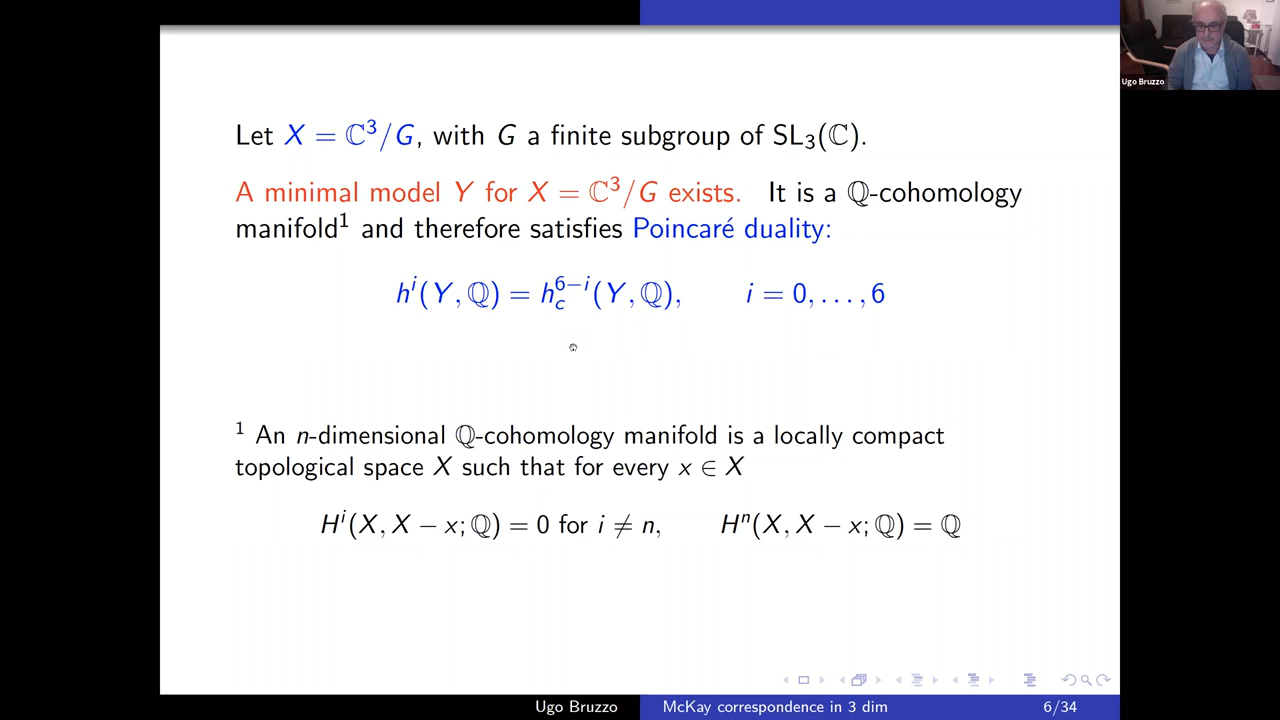 Ugo Bruzzo
Let X = ℂ³/G, with G a finite subgroup of SL₃(ℂ).
A minimal model Y for X = ℂ³/G exists. It is a ℚ-cohomology
manifold¹ and therefore satisfies Poincaré duality:
hⁱ(Y, ℚ) = h_c^{6−i}(Y, ℚ), i = 0, . . . , 6
¹ An n-dimensional ℚ-cohomology manifold is a locally compact
topological space X such that for every x ∈ X
Hⁱ(X, X − x; ℚ) = 0 for i ≠ n, Hⁿ(X, X − x; ℚ) = ℚ
Ugo Bruzzo McKay correspondence in 3 dim 6/34